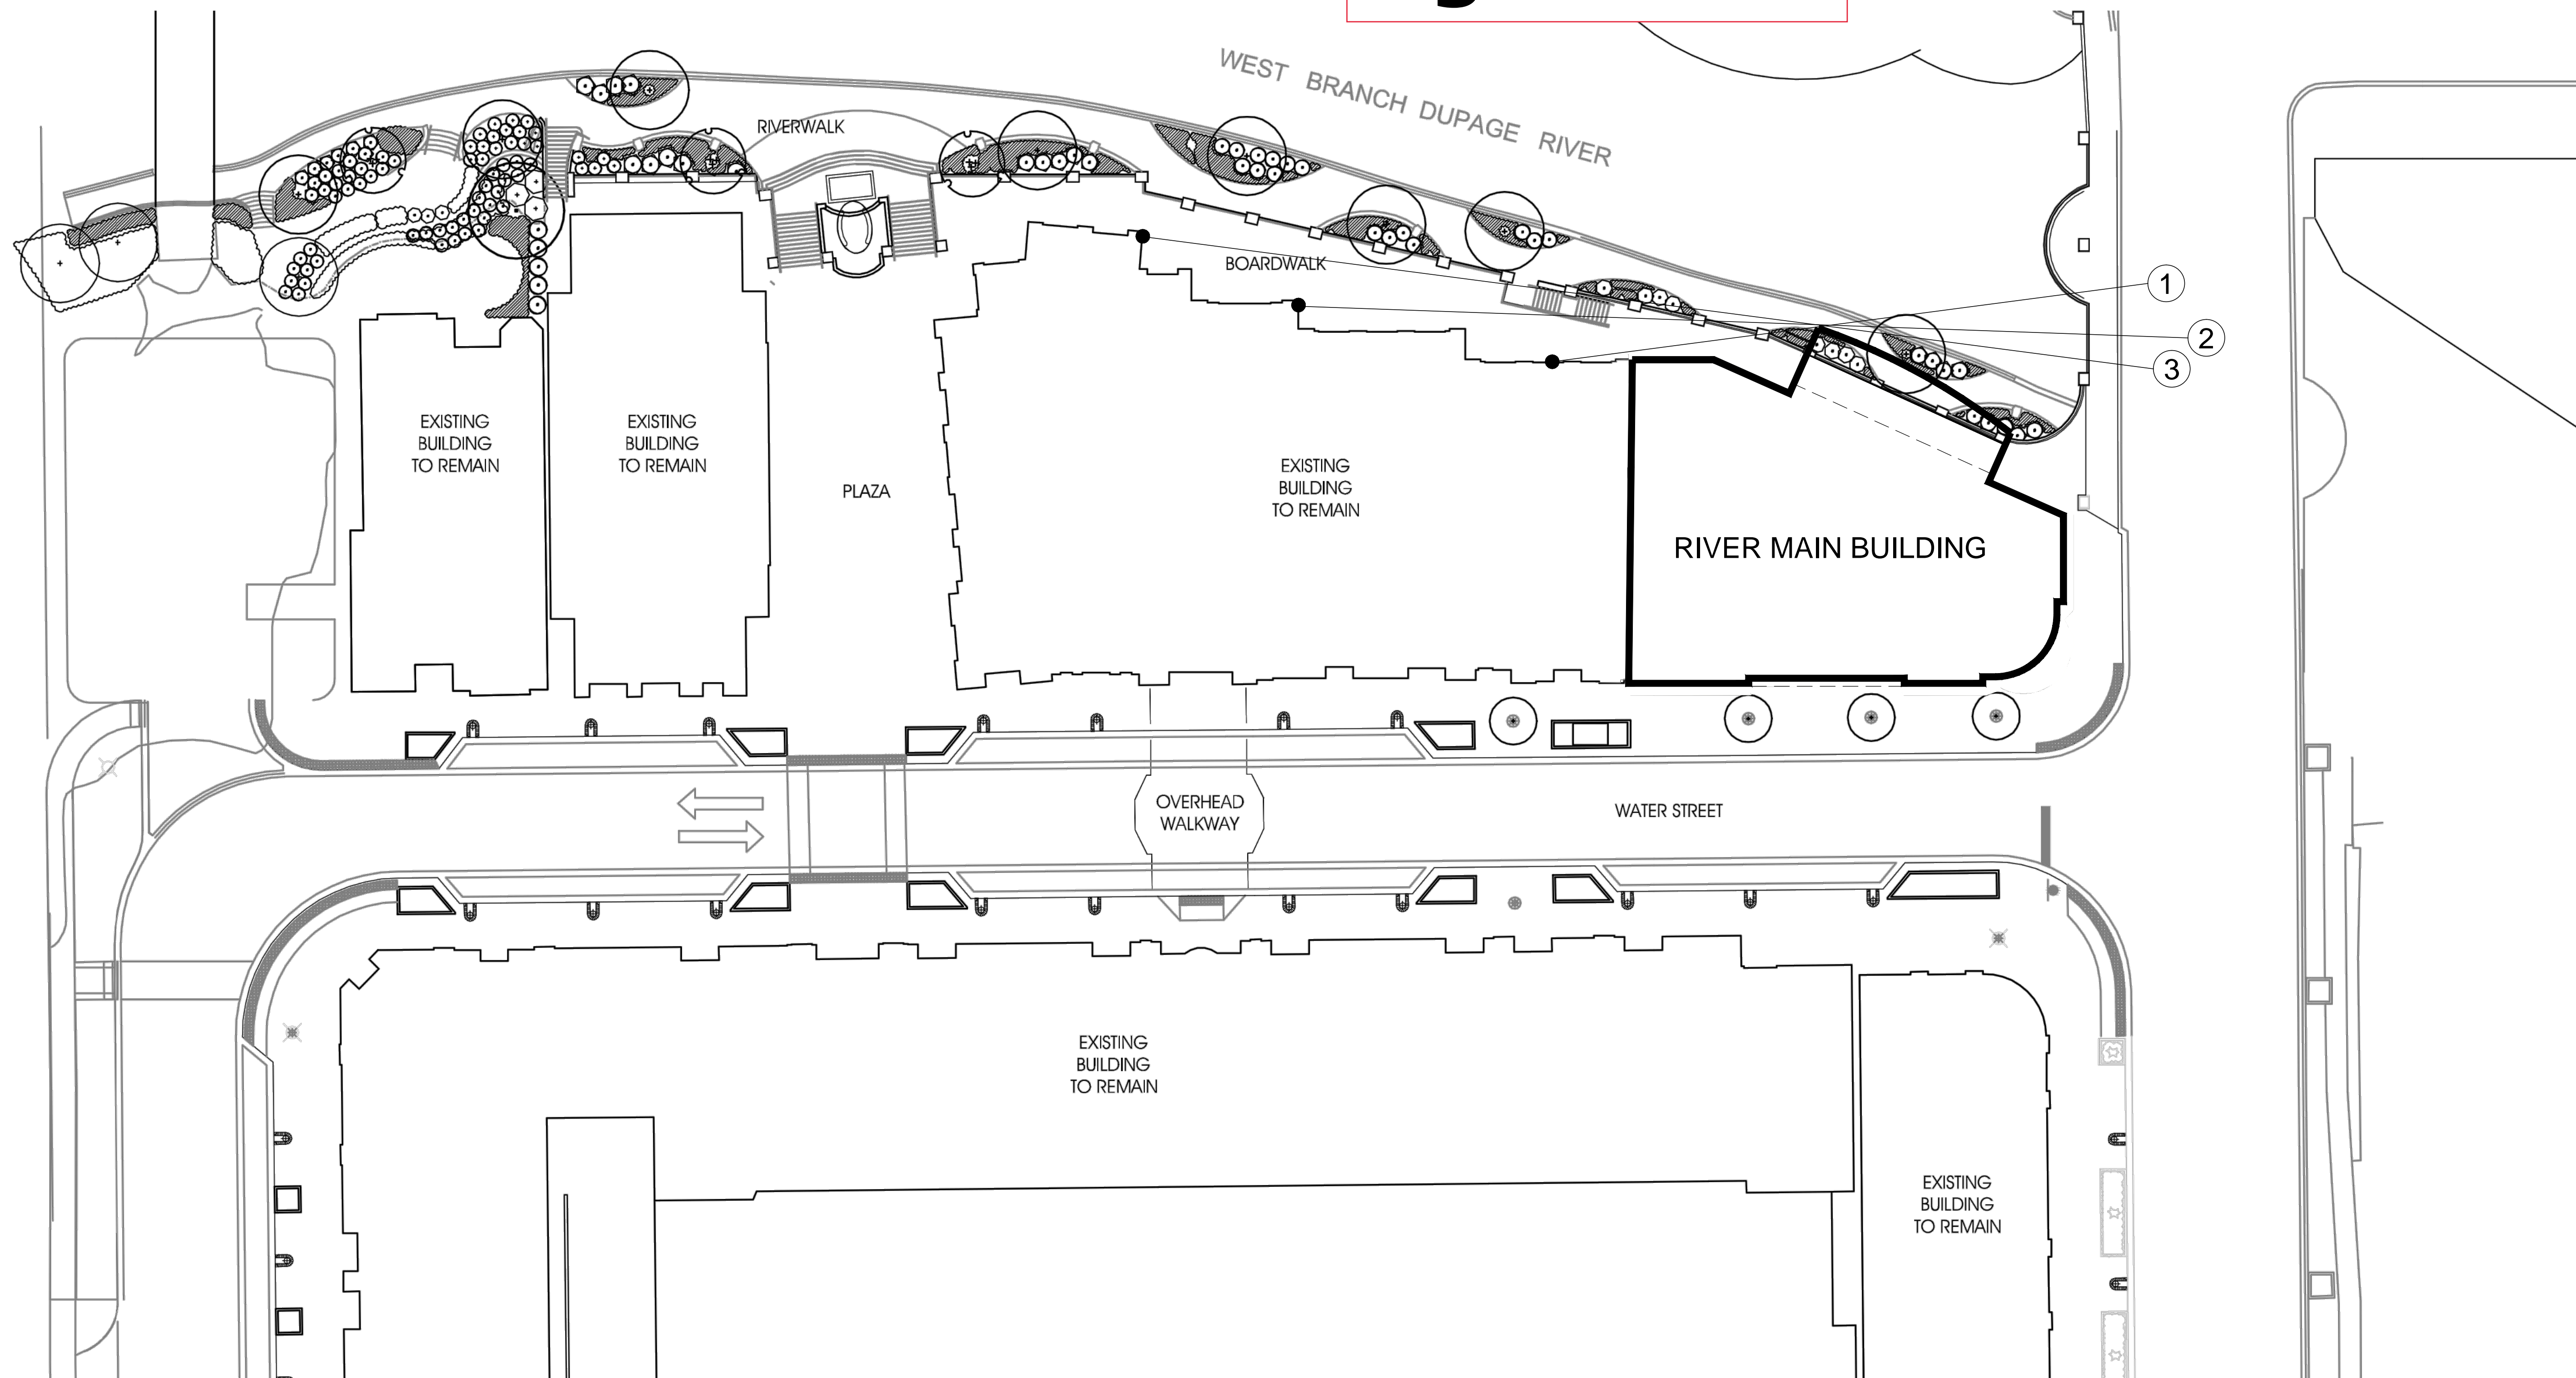 WEST BRANCH DUPAGE RIVER
RIVERWALK
BOARDWALK
1
2
3
EXISTING
BUILDING
TO REMAIN
EXISTING
BUILDING
TO REMAIN
PLAZA
EXISTING
BUILDING
TO REMAIN
RIVER MAIN BUILDING
OVERHEAD
WALKWAY
WATER STREET
EXISTING
BUILDING
TO REMAIN
EXISTING
BUILDING
TO REMAIN